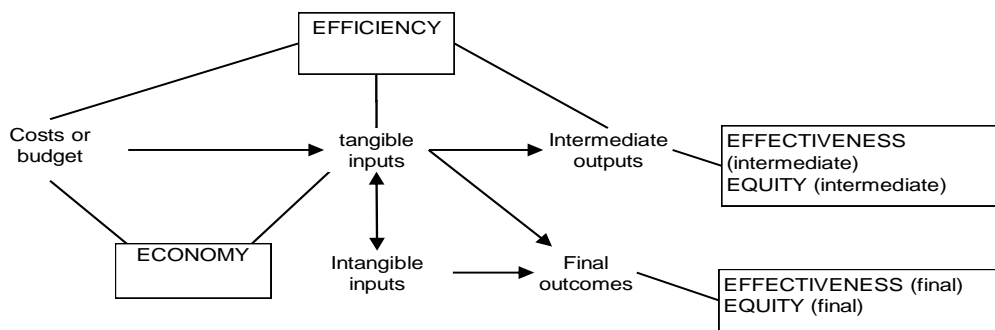 EFFICIENCY
Costs or
budget
tangible
inputs
Intermediate
outputs
EFFECTIVENESS
(intermediate)
EQUITY (intermediate)
ECONOMY
Intangible
inputs
Final
outcomes
EFFECTIVENESS (final)
EQUITY (final)